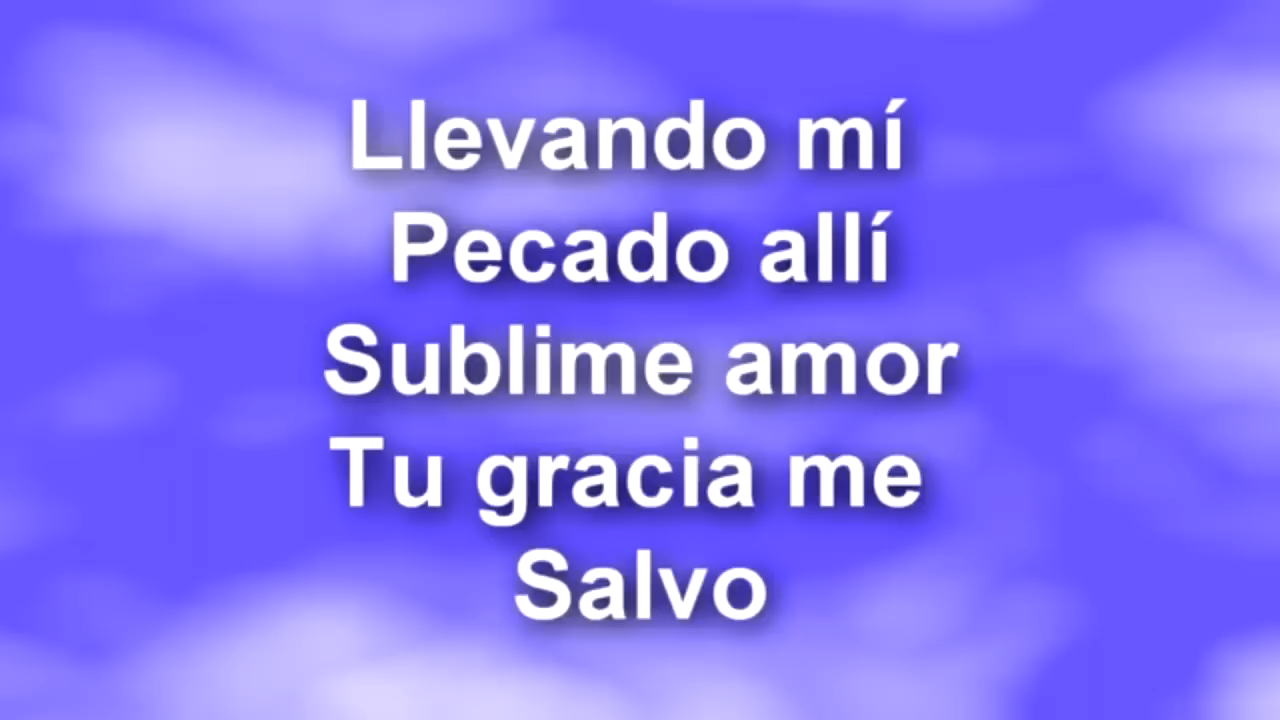 Llevando mí
Pecado allí
Sublime amor
Tu gracia me
Salvo